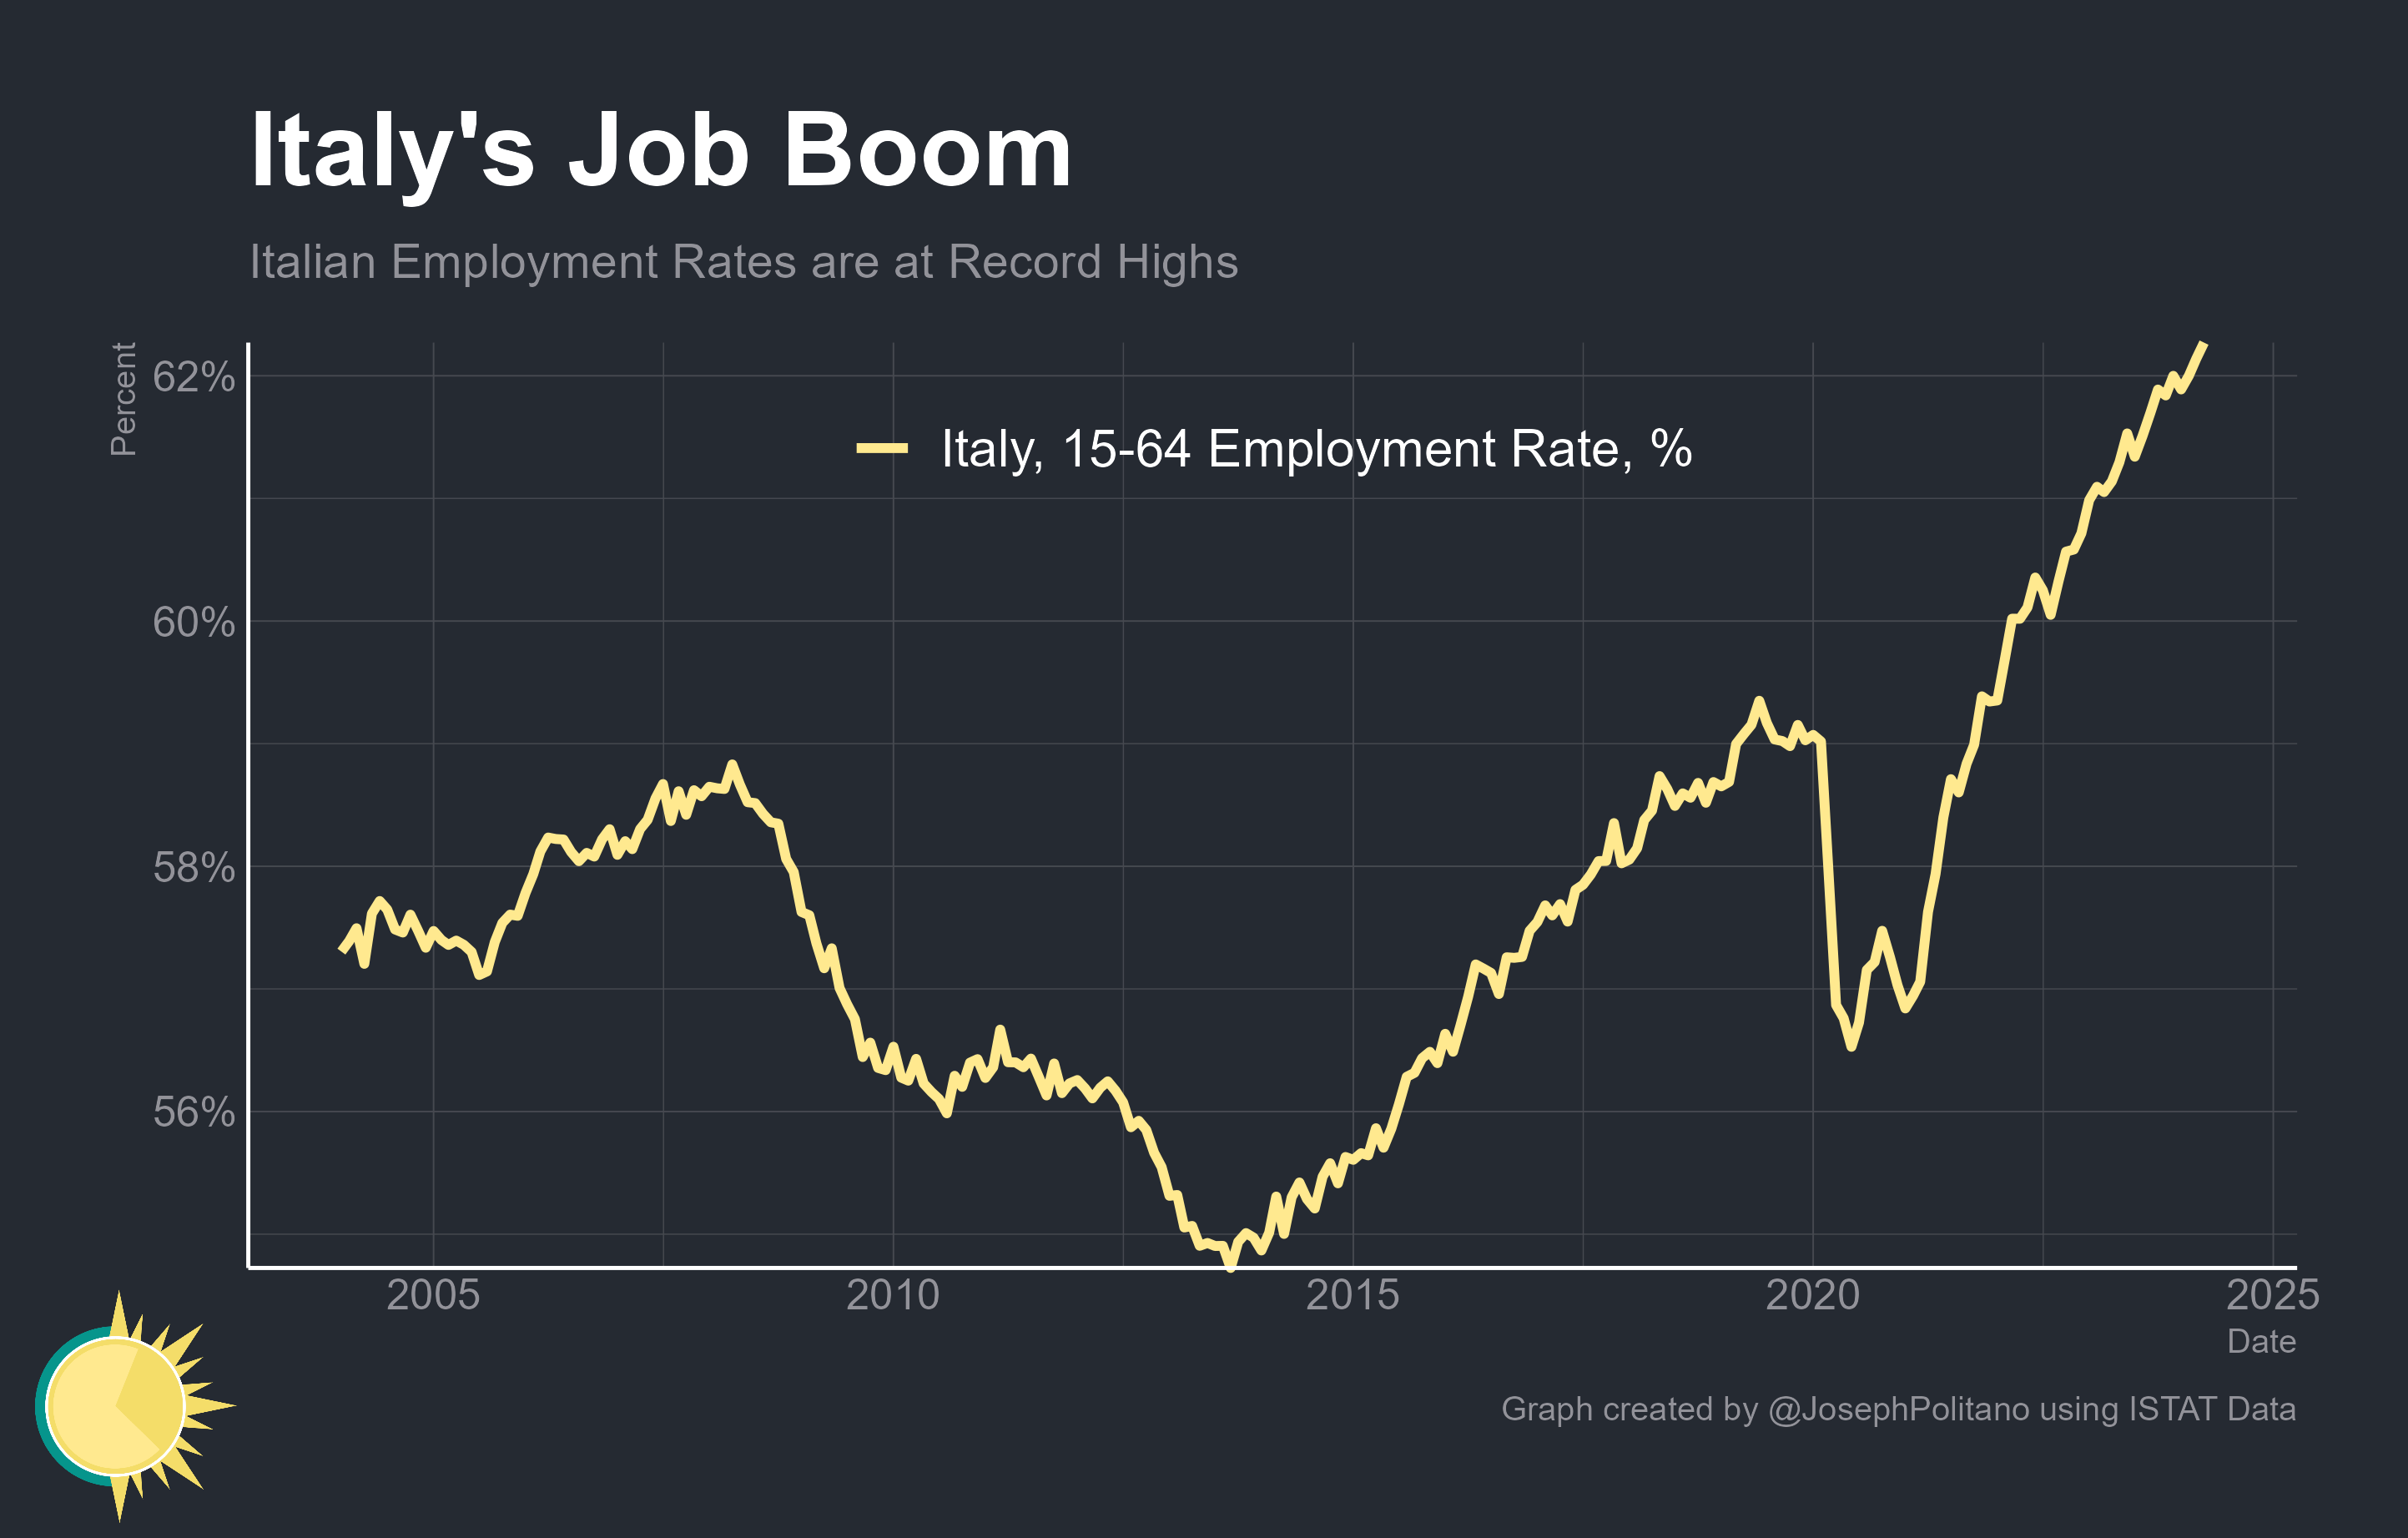 Italy's Job Boom
Italian Employment Rates are at Record Highs
Percent
62%
60%
58%
56%
Italy, 15-64 Employment Rate, %
2005
2010
2015
2020
2025
Date
Graph created by @JosephPolitano using ISTAT Data